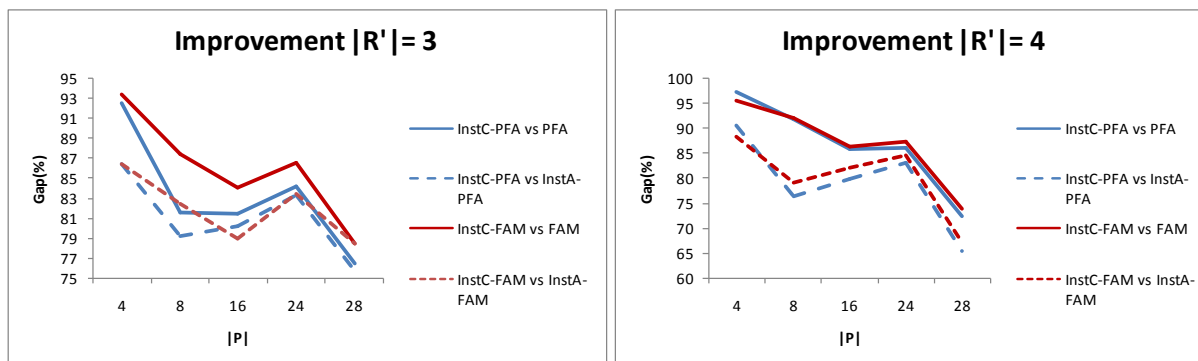 Improvement |R'|= 3
Gap(%)
95
93
91
89
87
85
83
81
79
77
75
4 8 16 24 28
|P|
InstC-PFA vs PFA
InstC-PFA vs InstA-
PFA
InstC-FAM vs FAM
InstC-FAM vs InstA-
FAM
Improvement |R'|= 4
Gap(%)
100
95
90
85
80
75
70
65
60
4 8 16 24 28
|P|
InstC-PFA vs PFA
InstC-PFA vs InstA-
PFA
InstC-FAM vs FAM
InstC-FAM vs InstA-
FAM